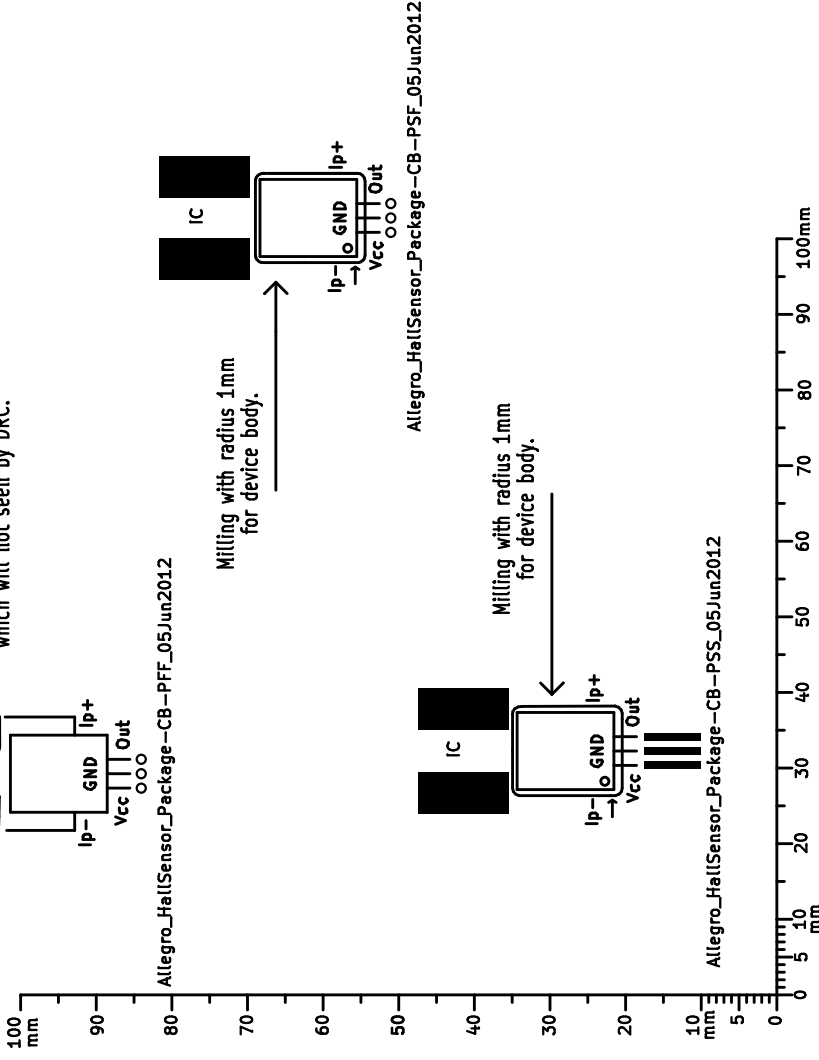 which will not seen by DRC.
Ip−
Ip+
Vcc
GND
Out
Allegro_HallSensor_Package−CB−PFF_05Jun2012
Milling with radius 1mm
for device body.
IC
Ip−
Ip+
Vcc
GND
Out
Allegro_HallSensor_Package−CB−PSF_05Jun2012
Milling with radius 1mm
for device body.
IC
Ip−
Ip+
Vcc
GND
Out
Allegro_HallSensor_Package−CB−PSS_05Jun2012
100
mm
90
80
70
60
50
40
30
20
10
mm
5
0
0
5
10
mm
20
30
40
50
60
70
80
90
100mm